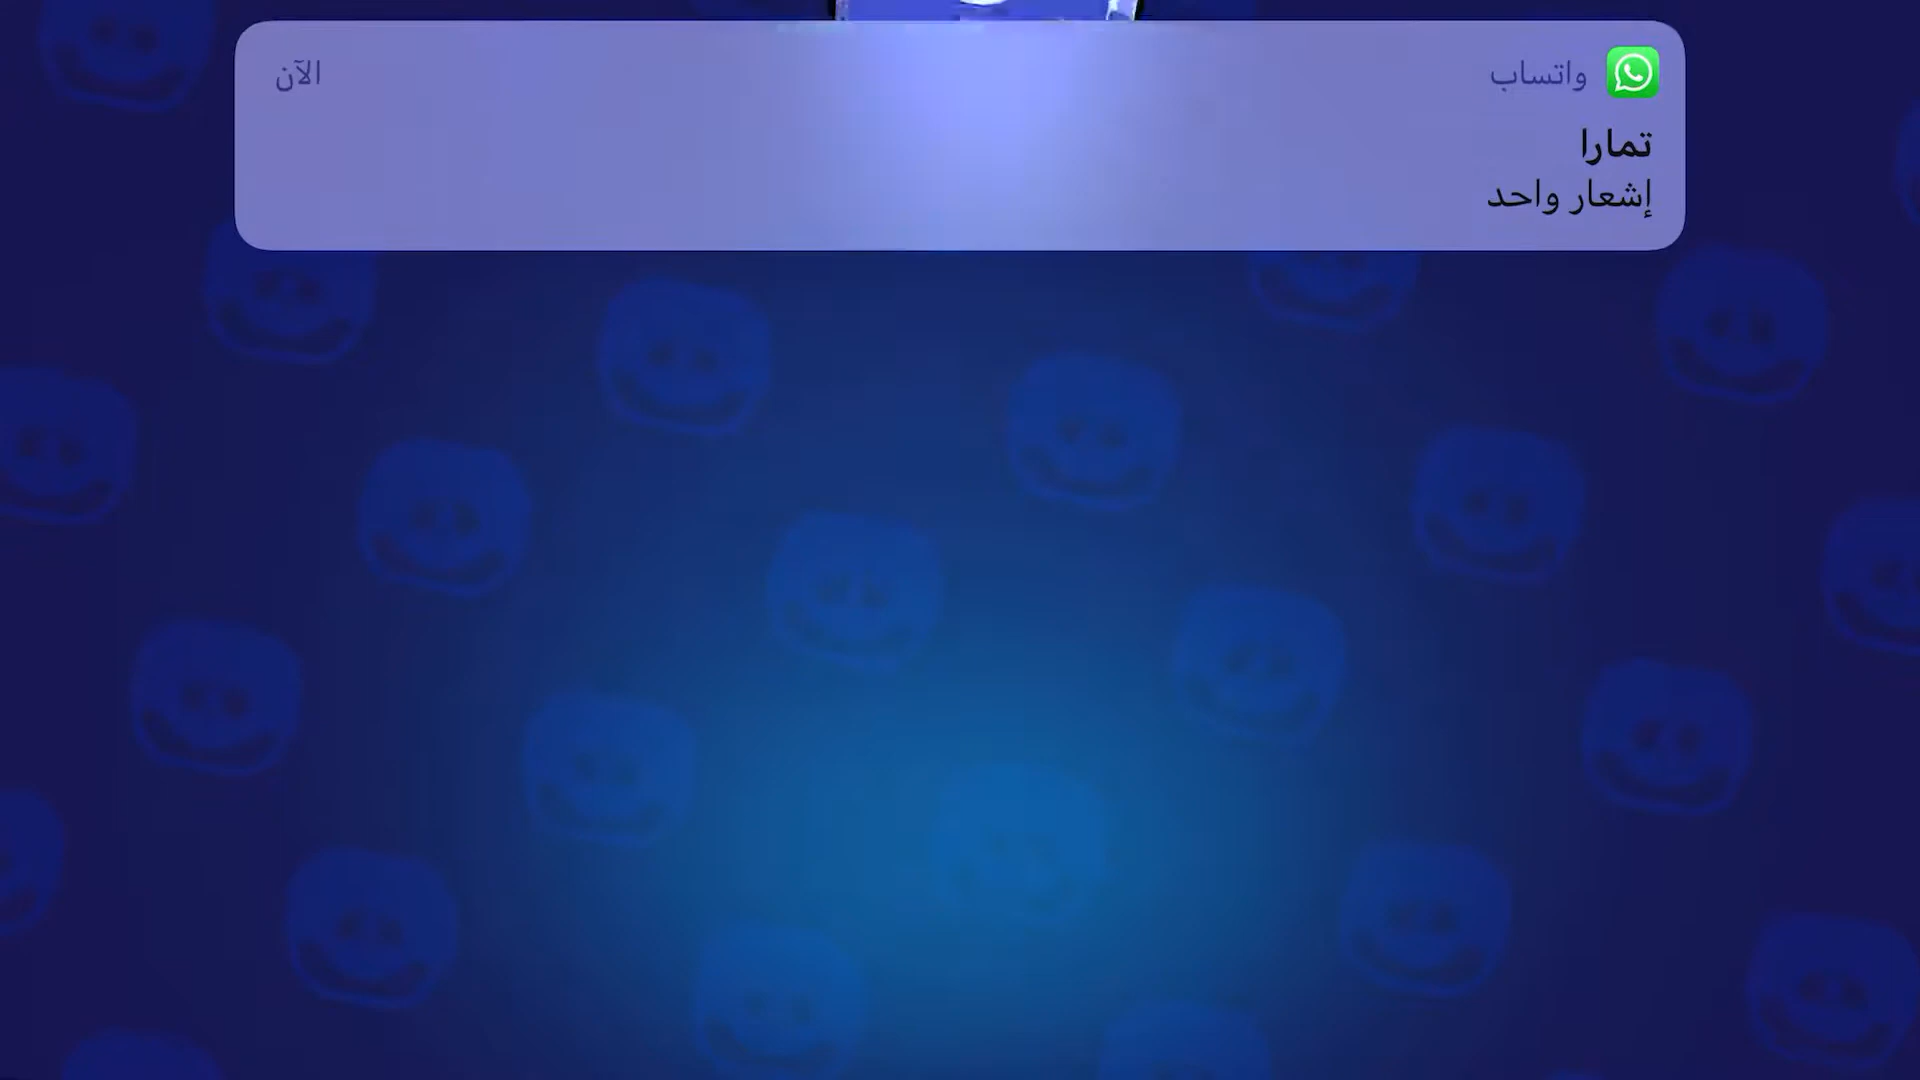 واتساب
الآن
تمارا
إشعار واحد